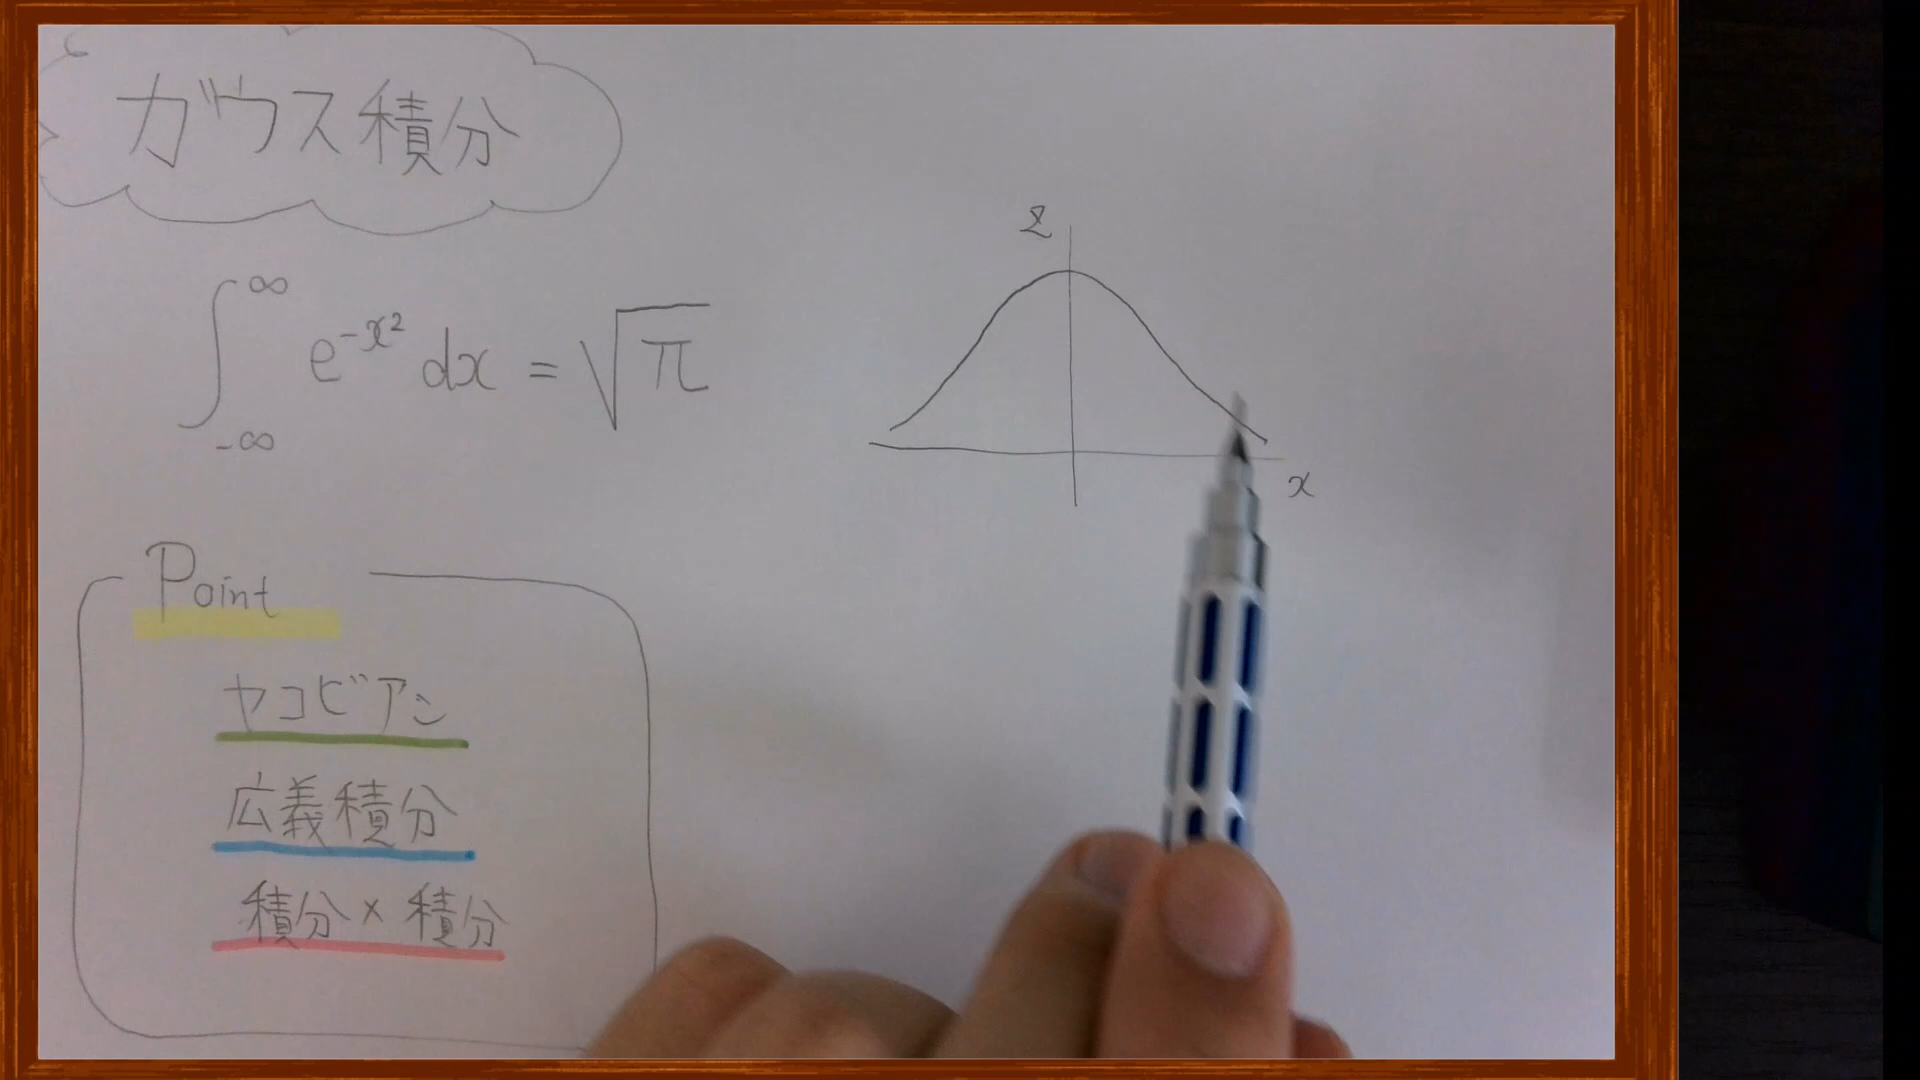 ガウス積分
∫_{-∞}^{∞} e^{-x²} dx = √π
z
x
Point
ヤコビアン
広義積分
積分×積分